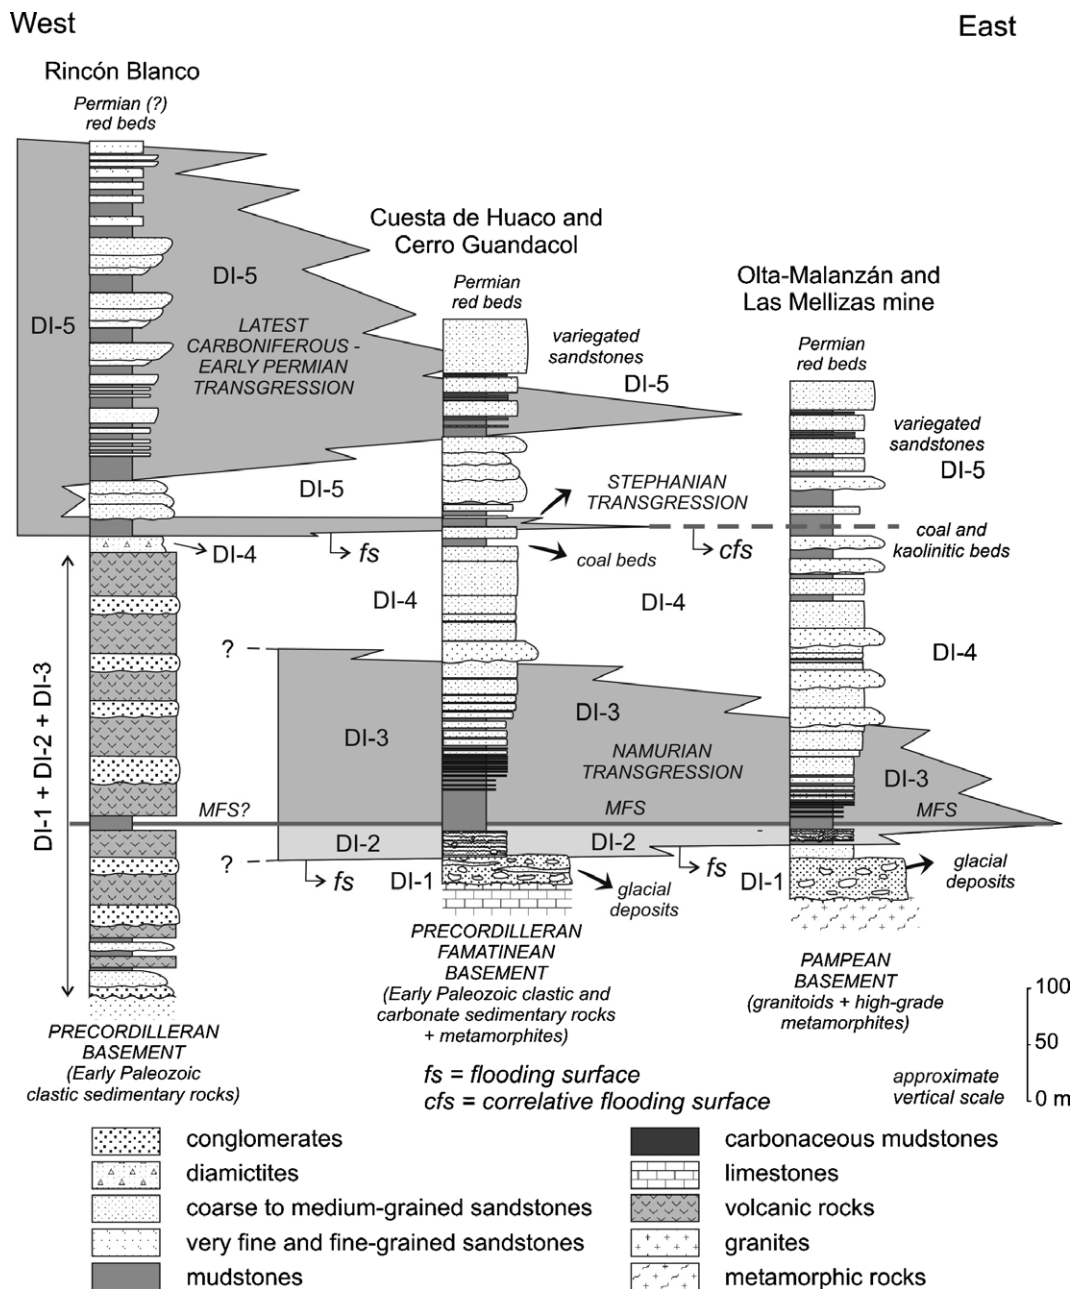 West
East
Rincón Blanco
Permian (?)
red beds
Cuesta de Huaco and
Cerro Guandacol
Permian
red beds
Olta-Malanzán and
Las Mellizas mine
Permian
red beds
DI-5
DI-5
LATEST
CARBONIFEROUS -
EARLY PERMIAN
TRANSGRESSION
variegated
sandstones
DI-5
variegated
sandstones
DI-5
DI-5
STEPHANIAN
TRANSGRESSION
coal and
kaolinitic beds
DI-4
fs
coal beds
cfs
DI-4
DI-4
DI-4
?
DI-1 + DI-2 + DI-3
DI-3
DI-3
NAMURIAN
TRANSGRESSION
DI-3
MFS?
MFS
MFS
DI-2
DI-2
?
fs
DI-1
glacial
deposits
fs
DI-1
glacial
deposits
PRECORDILLERAN
BASEMENT
(Early Paleozoic
clastic sedimentary rocks)
PRECORDILLERAN
FAMATINEAN
BASEMENT
(Early Paleozoic clastic and
carbonate sedimentary rocks
+ metamorphites)
PAMPEAN
BASEMENT
(granitoids + high-grade
metamorphites)
100
50
0 m
approximate
vertical scale
fs = flooding surface
cfs = correlative flooding surface
conglomerates
diamictites
coarse to medium-grained sandstones
very fine and fine-grained sandstones
mudstones
carbonaceous mudstones
limestones
volcanic rocks
granites
metamorphic rocks